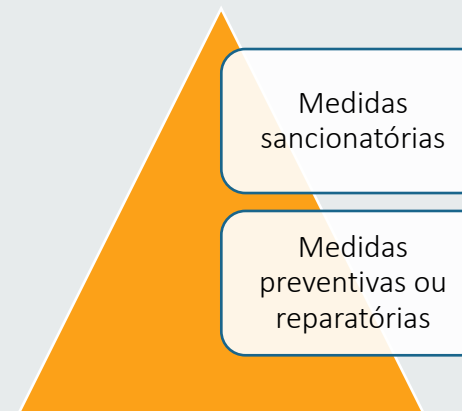 Medidas
sancionatórias
Medidas
preventivas ou
reparatórias